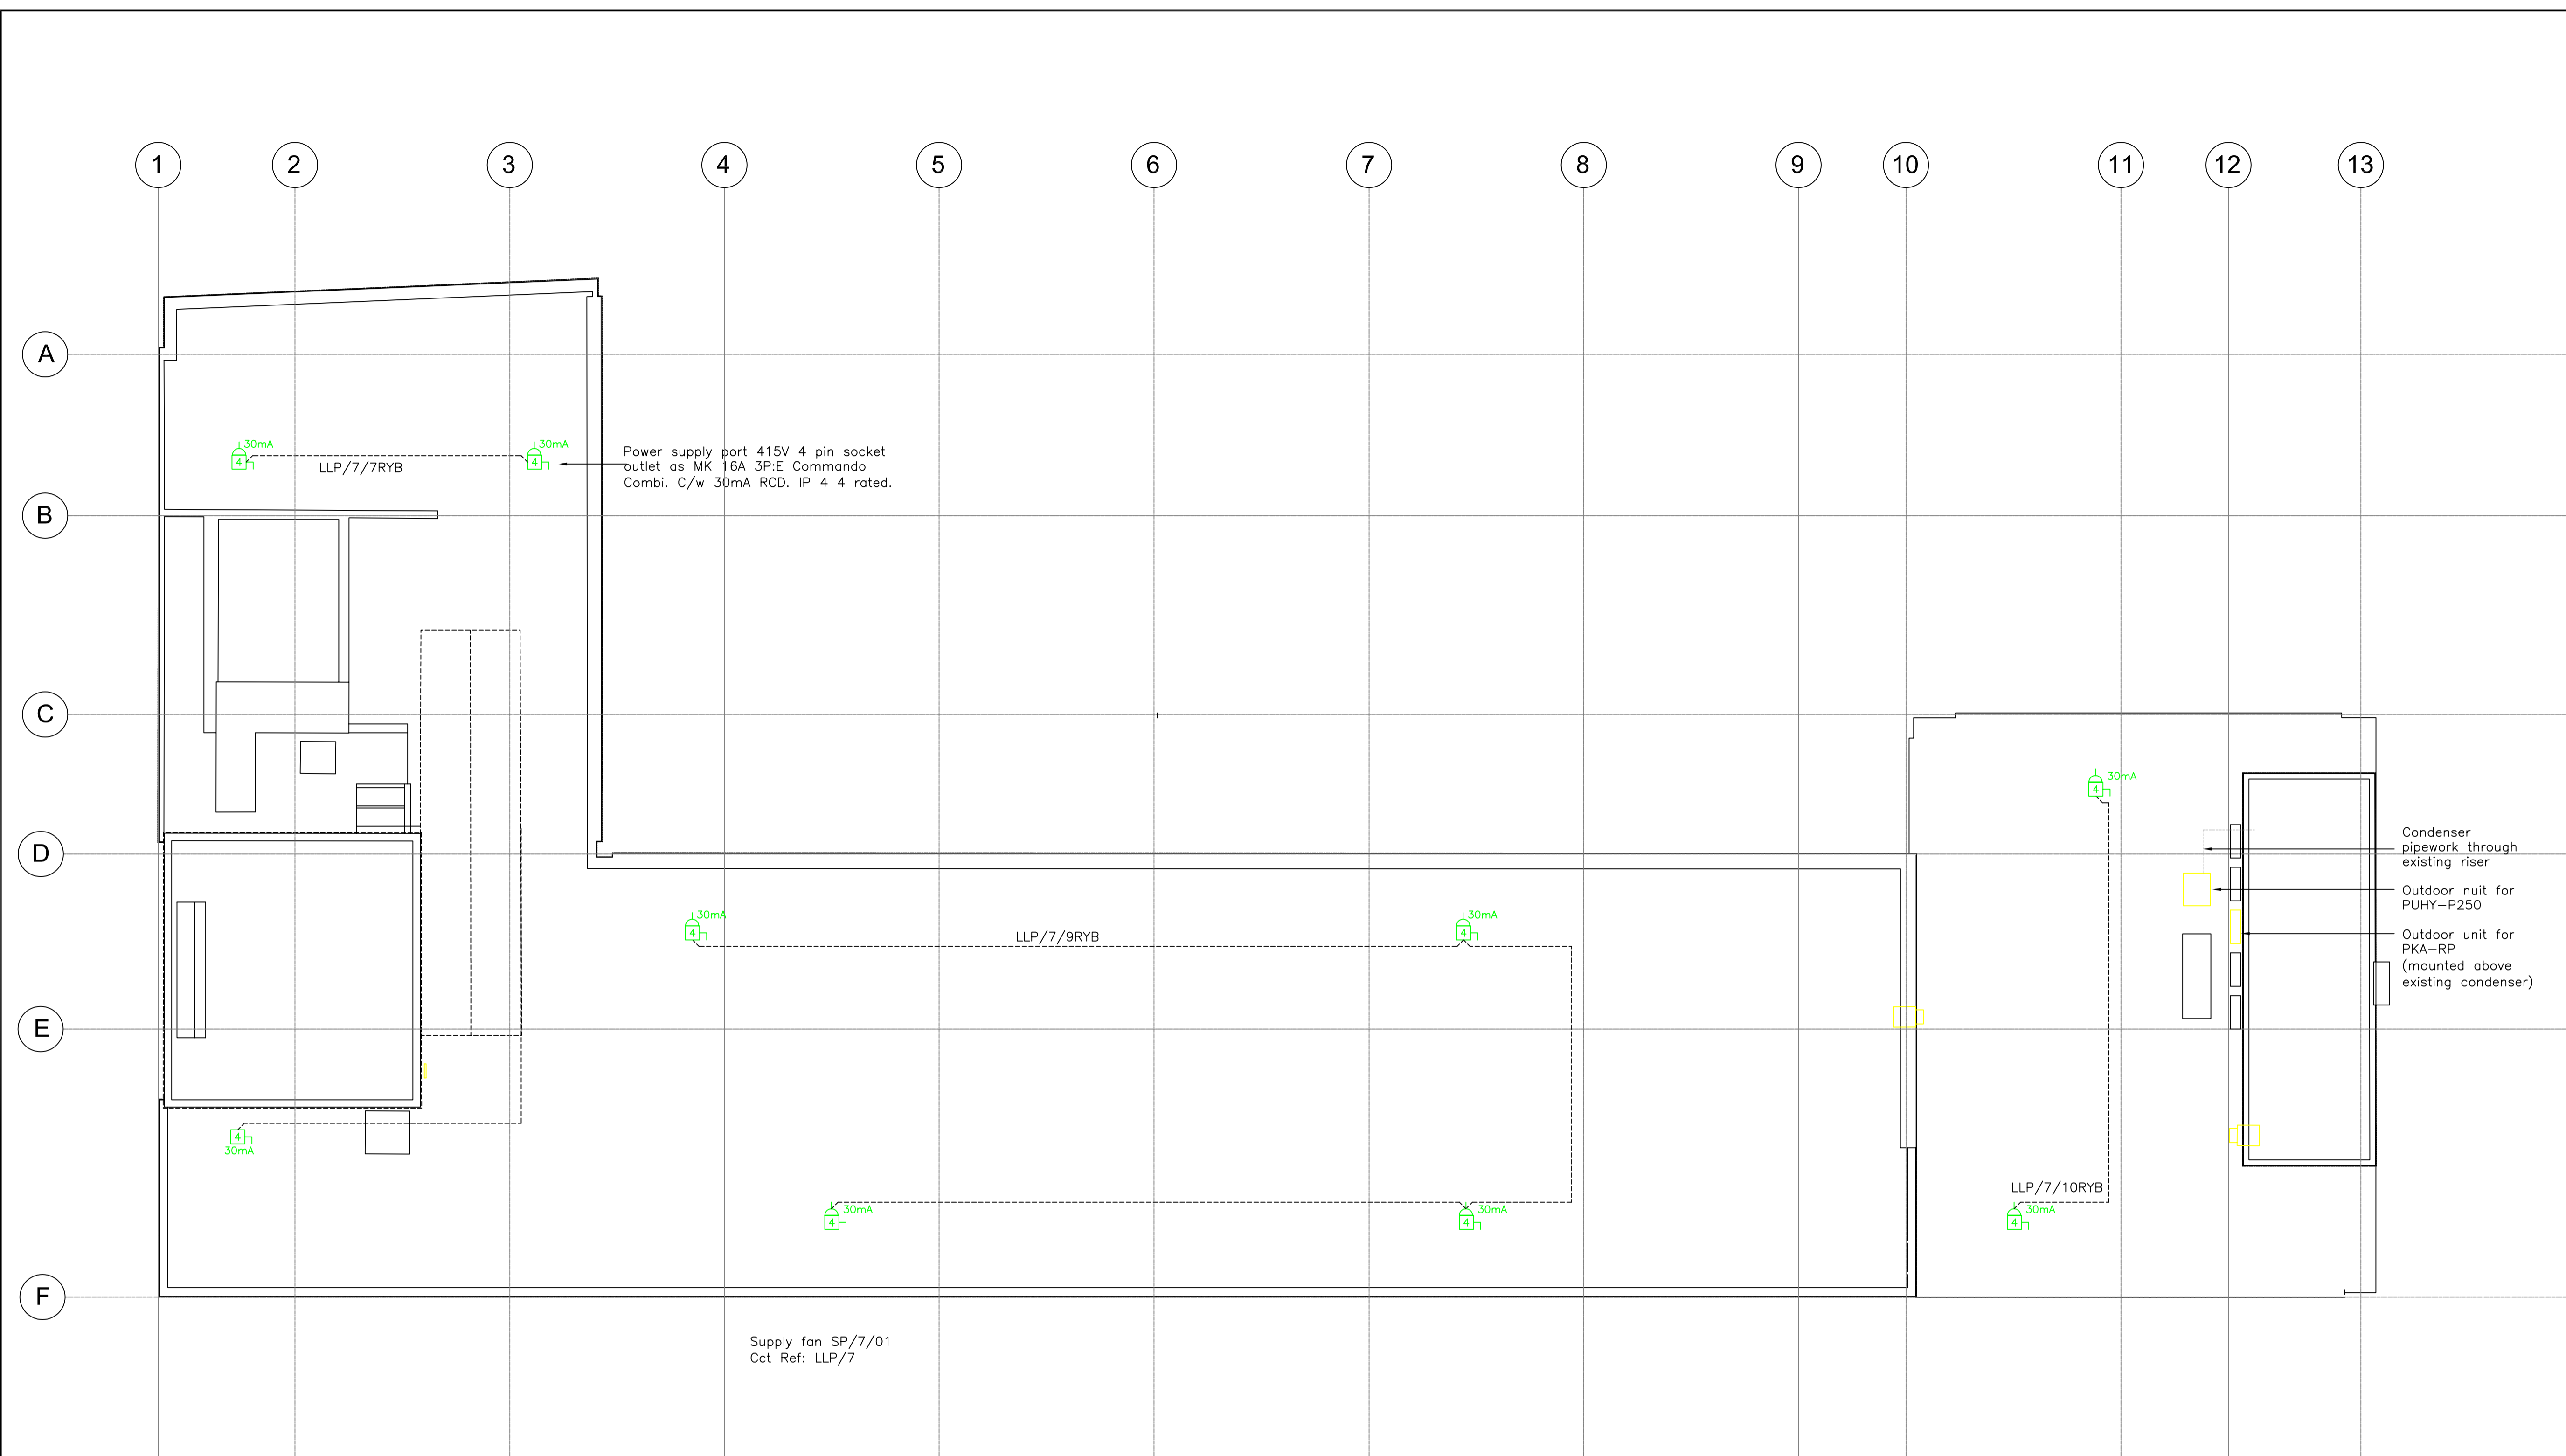 1
2
3
4
5
6
7
8
9
10
11
12
13
A
B
C
D
E
F
30mA
4
LLP/7/7RYB
30mA
4
Power supply port 415V 4 pin socket
outlet as MK 16A 3P:E Commando
Combi. C/w 30mA RCD. IP 4 4 rated.
30mA
4
Condenser
pipework through
existing riser
Outdoor nuit for
PUHY-P250
Outdoor unit for
PKA-RP
(mounted above
existing condenser)
30mA
4
LLP/7/9RYB
30mA
4
4
30mA
30mA
4
30mA
4
LLP/7/10RYB
30mA
4
Supply fan SP/7/01
Cct Ref: LLP/7